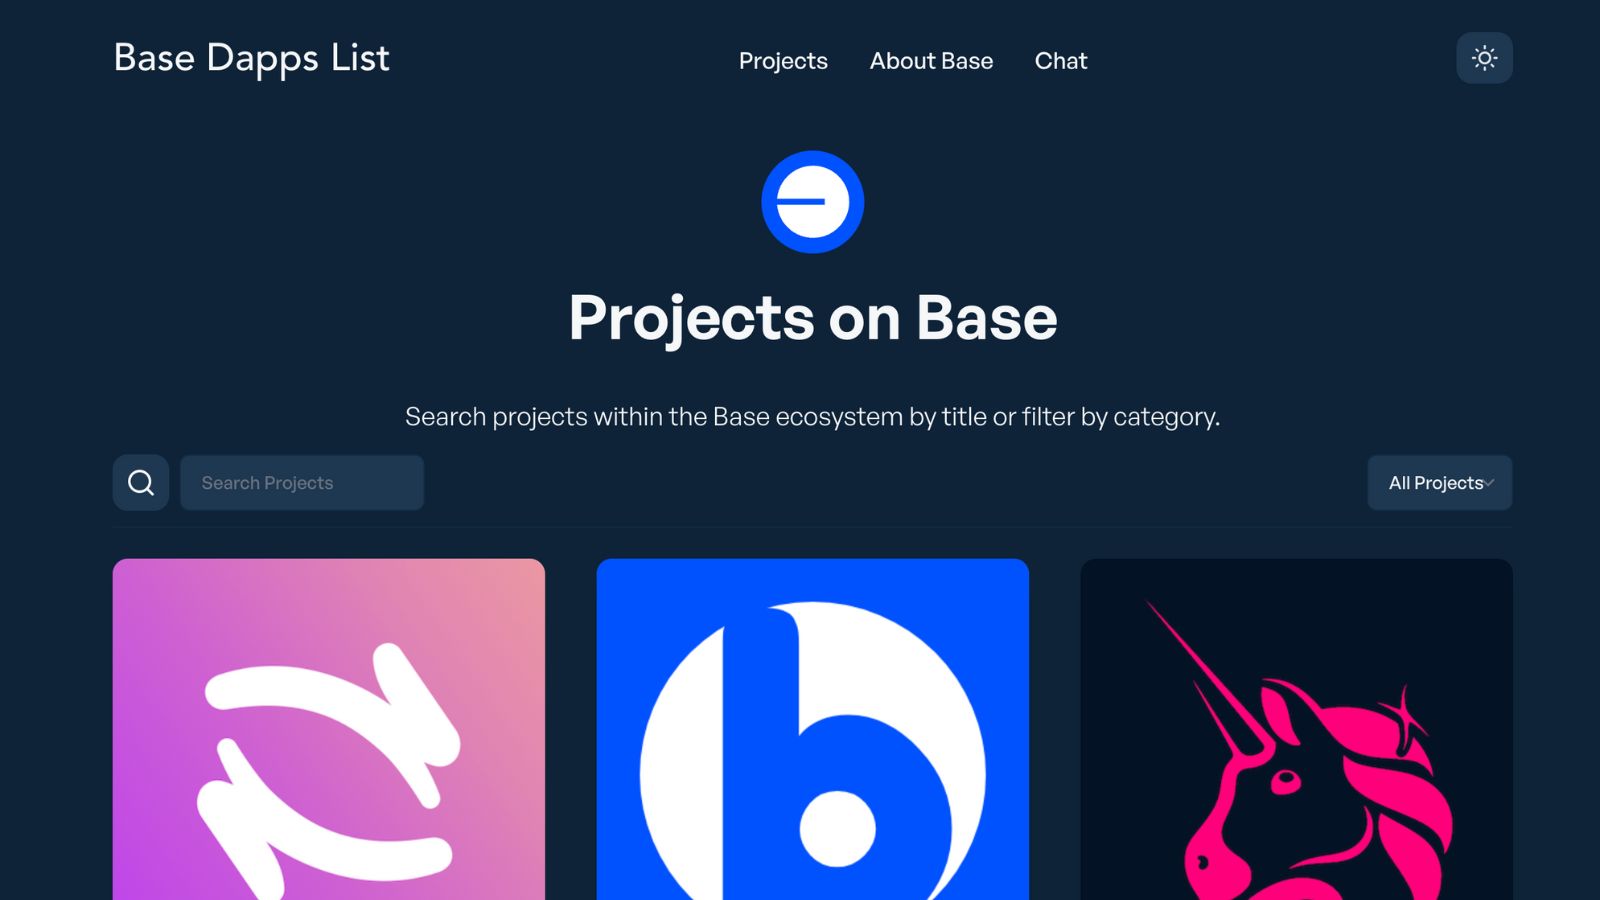 Base Dapps List
Projects
About Base
Chat
Projects on Base
Search projects within the Base ecosystem by title or filter by category.
Search Projects
All Projects
b